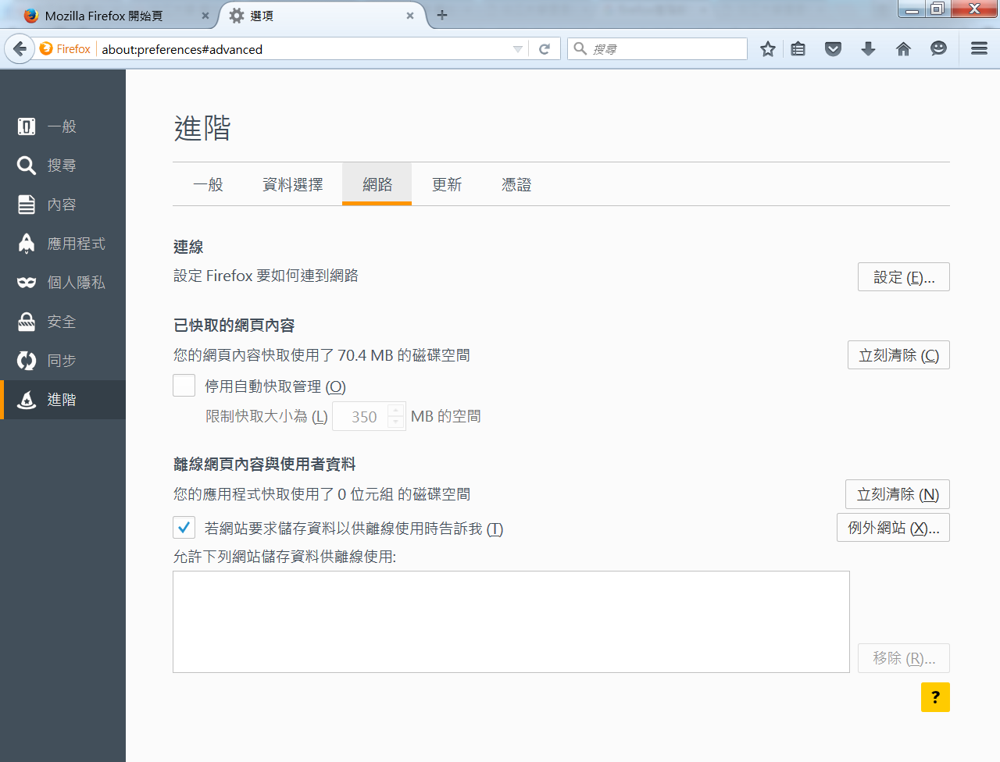 Mozilla Firefox 開始頁
選項
Firefox
about:preferences#advanced
搜尋
一般
搜尋
內容
應用程式
個人隱私
安全
同步
進階
進階
一般 資料選擇 網路 更新 憑證
連線
設定 Firefox 要如何連到網路
設定 (E)...
已快取的網頁內容
您的網頁內容快取使用了 70.4 MB 的磁碟空間
立刻清除 (C)
停用自動快取管理 (O)
限制快取大小為 (L) 350 MB 的空間
離線網頁內容與使用者資料
您的應用程式快取使用了 0 位元組 的磁碟空間
立刻清除 (N)
若網站要求儲存資料以供離線使用時告訴我 (T)
例外網站 (X)...
允許下列網站儲存資料供離線使用:
移除 (R)...
?